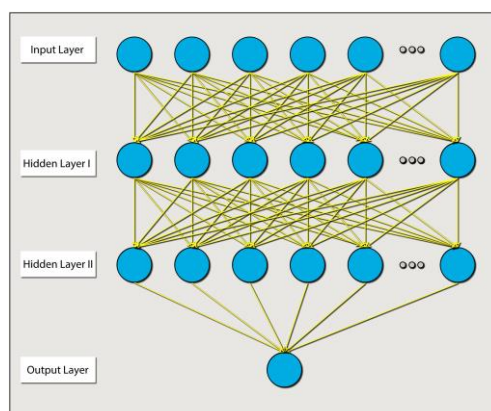 Input Layer
Hidden Layer I
Hidden Layer II
Output Layer